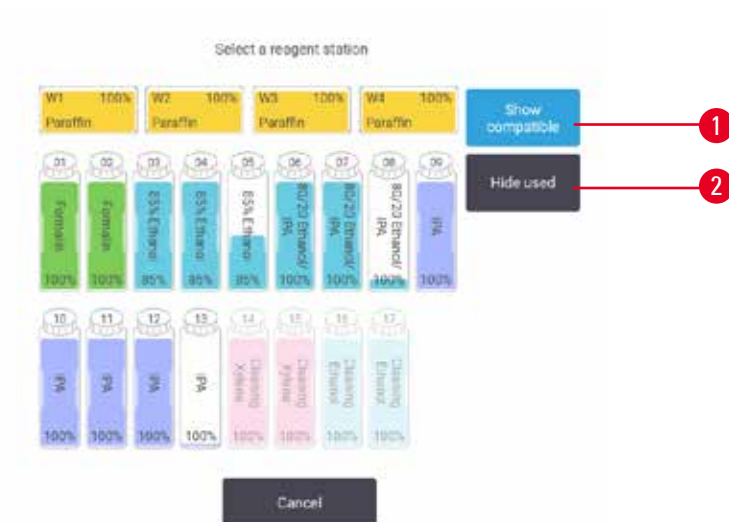 Select a reagent station
W1 100% W2 100% W3 100% W4 100%
Paraffin Paraffin Paraffin Paraffin
Show
compatible
1
01 02 03 04 05 06 07 08 09
Hide used
2
Formalin
Formalin
85% Ethanol
85% Ethanol
85% Ethanol
80/20 Ethanol/
IPA
80/20 Ethanol/
IPA
80/20 Ethanol/
IPA
IPA
100% 100% 85% 85% 85% 100% 100% 100% 100%
10 11 12 13 14 15 16 17
IPA
IPA
IPA
IPA
Cleaning
Xylene
Cleaning
Xylene
Cleaning
Ethanol
Cleaning
Ethanol
100% 100% 100% 100% 100% 100% 100% 100%
Cancel